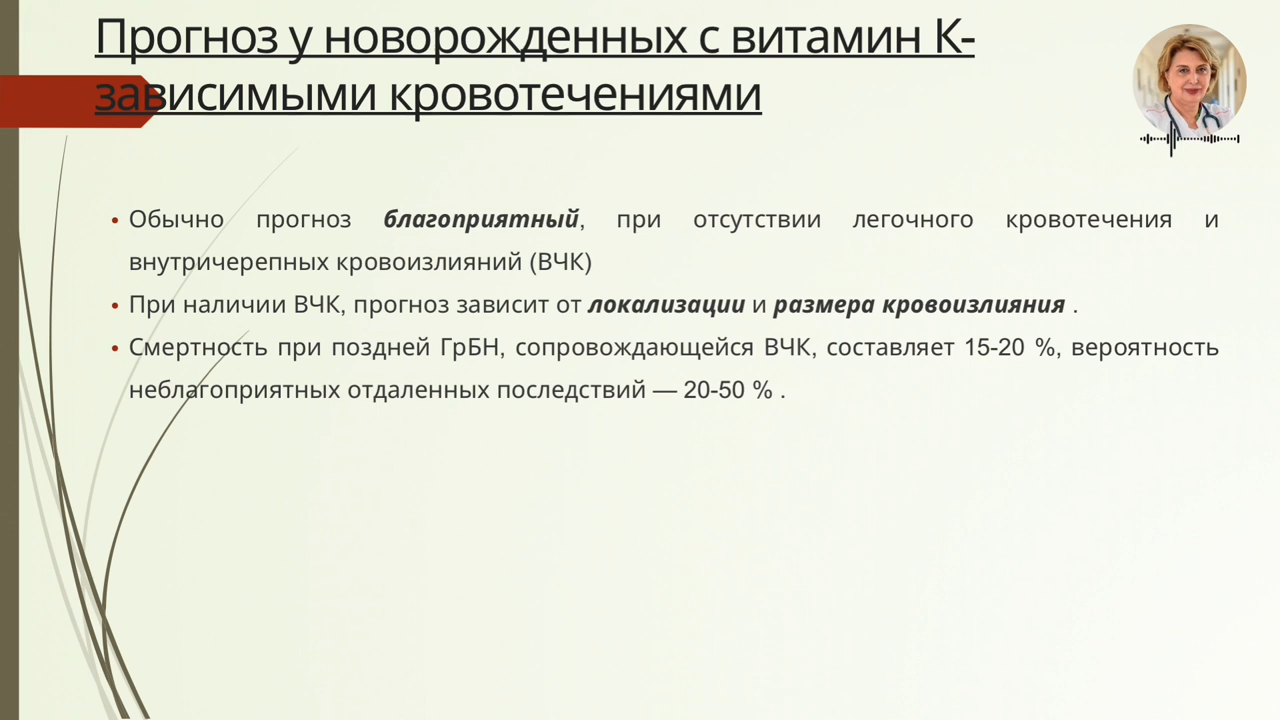 Прогноз у новорожденных с витамин К-
зависимыми кровотечениями
• Обычно прогноз благоприятный, при отсутствии легочного кровотечения и
внутричерепных кровоизлияний (ВЧК)
• При наличии ВЧК, прогноз зависит от локализации и размера кровоизлияния .
• Смертность при поздней ГрБН, сопровождающейся ВЧК, составляет 15-20 %, вероятность
неблагоприятных отдаленных последствий — 20-50 % .